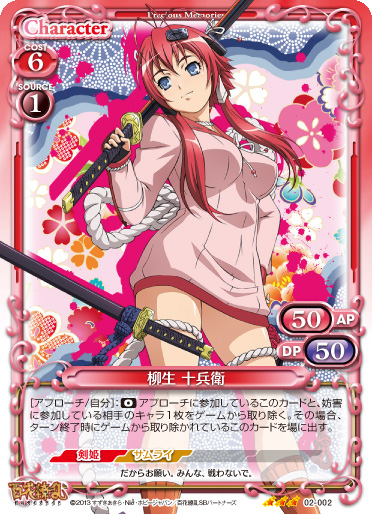 Precious Memories
Character
COST
6
SOURCE
1
50 AP
DP 50
柳生 十兵衛
[アプローチ/自分]:アプローチに参加しているこのカードと、妨害
に参加している相手のキャラ1枚をゲームから取り除く。その場合、
ターン終了時にゲームから取り除かれているこのカードを場に出す。
剣姫 サムライ
だからお願い。みんな、戦わないで。
百花繚乱
©2013 すずきあきら・Niθ・ホビージャパン/百花繚乱SBパートナーズ
02-002